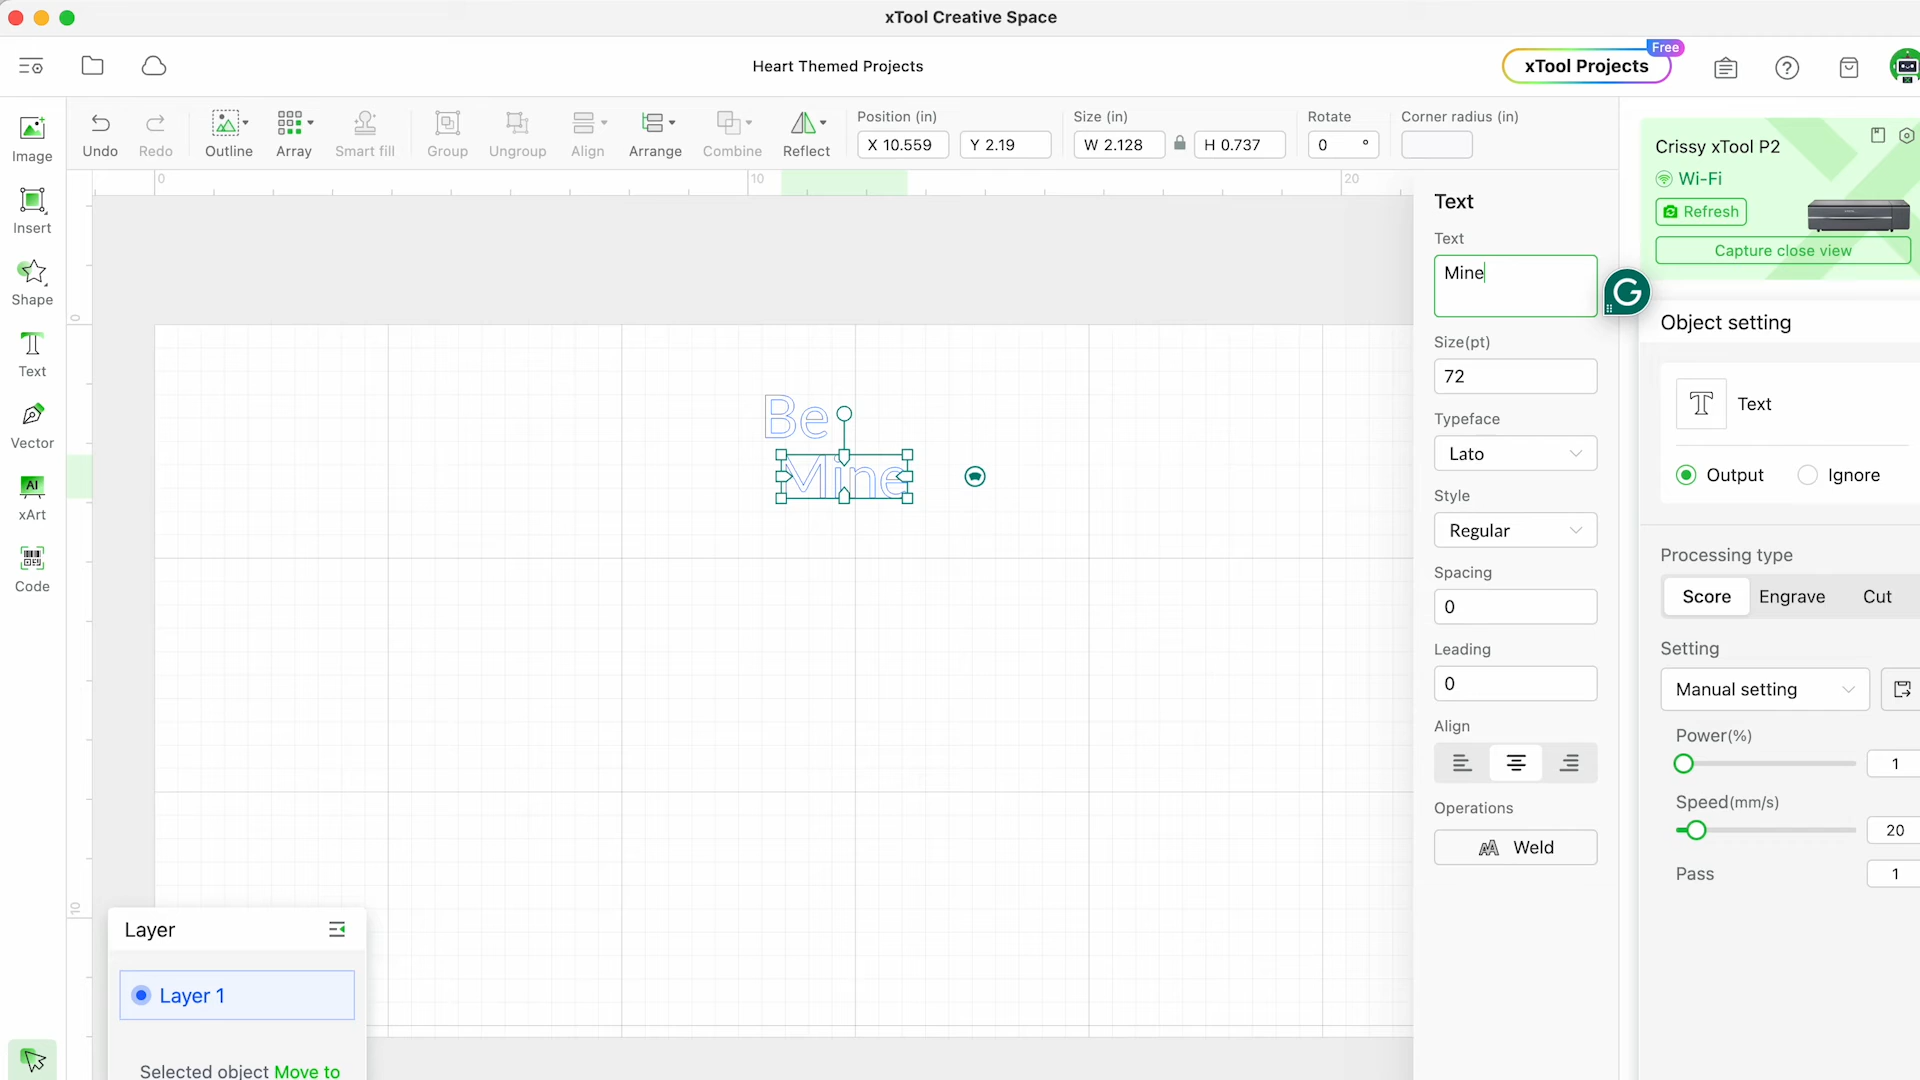 xTool Creative Space
Heart Themed Projects
xTool Projects
Free
Image
Insert
Shape
Text
Vector
AI
xArt
Code
Undo
Redo
Outline
Array
Smart fill
Group
Ungroup
Align
Arrange
Combine
Reflect
Position (in)
X 10.559
Y 2.19
Size (in)
W 2.128
H 0.737
Rotate
0 °
Corner radius (in)
0
10
20
0
10
Be
Mine
Layer
Layer 1
Selected object Move to
Text
Text
Mine
Size(pt)
72
Typeface
Lato
Style
Regular
Spacing
0
Leading
0
Align
Operations
Weld
Crissy xTool P2
Wi-Fi
Refresh
Capture close view
Object setting
Text
Output
Ignore
Processing type
Score
Engrave
Cut
Setting
Manual setting
Power(%)
1
Speed(mm/s)
20
Pass
1